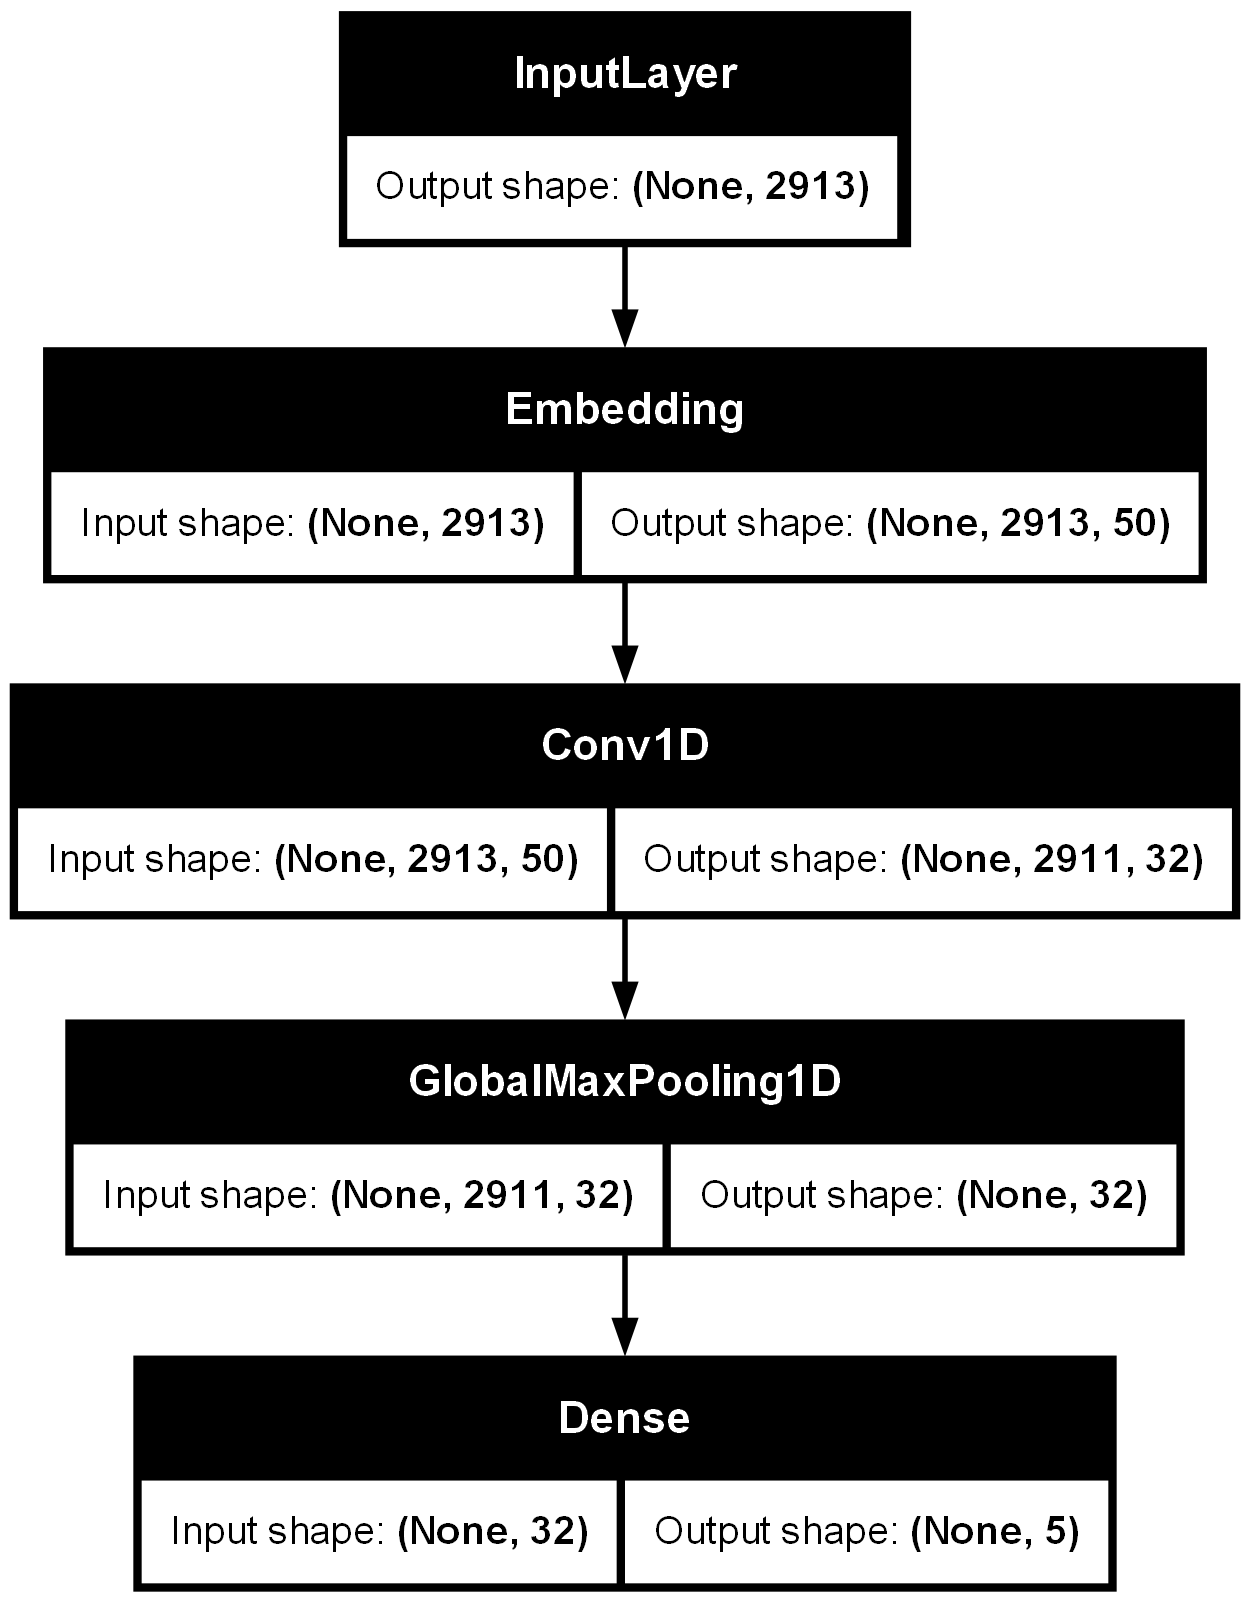 InputLayer
Output shape: (None, 2913)
Embedding
Input shape: (None, 2913) Output shape: (None, 2913, 50)
Conv1D
Input shape: (None, 2913, 50) Output shape: (None, 2911, 32)
GlobalMaxPooling1D
Input shape: (None, 2911, 32) Output shape: (None, 32)
Dense
Input shape: (None, 32) Output shape: (None, 5)